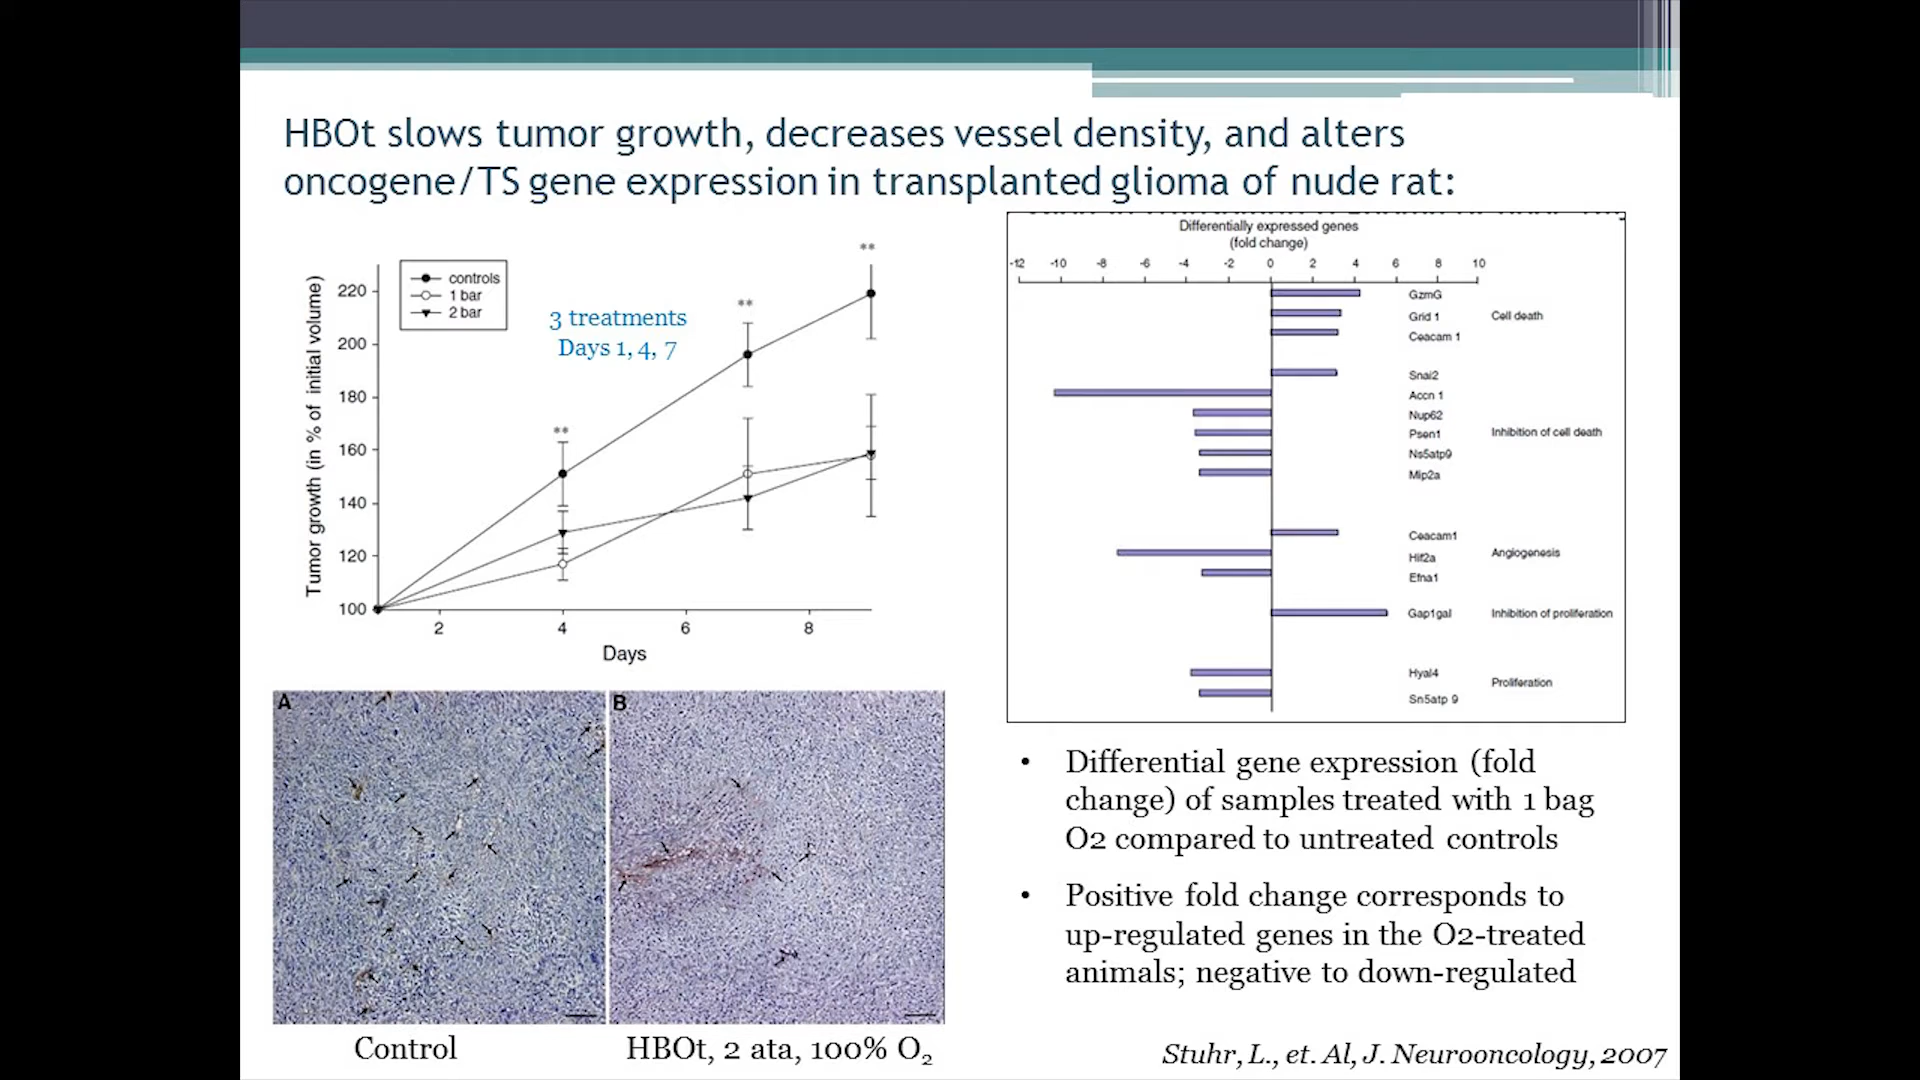 HBOt slows tumor growth, decreases vessel density, and alters
oncogene/TS gene expression in transplanted glioma of nude rat:
Tumor growth (in % of initial volume)
220
200
180
160
140
120
100
2
4
6
8
Days
controls
1 bar
2 bar
3 treatments
Days 1, 4, 7
**
**
**
Differentially expressed genes
(fold change)
-12 -10 -8 -6 -4 -2 0 2 4 6 8 10
GzmG
Grid 1
Cell death
Ceacam 1
Snai2
Accn 1
Nup62
Psen1
Inhibition of cell death
Ns5atp9
Mip2a
Ceacam1
Hif2a
Angiogenesis
Efna1
Gap1gal
Inhibition of proliferation
Hyal4
Proliferation
Sn5atp 9
A
B
Control
HBOt, 2 ata, 100% O2
• Differential gene expression (fold
change) of samples treated with 1 bag
O2 compared to untreated controls
• Positive fold change corresponds to
up-regulated genes in the O2-treated
animals; negative to down-regulated
Stuhr, L., et. Al, J. Neurooncology, 2007